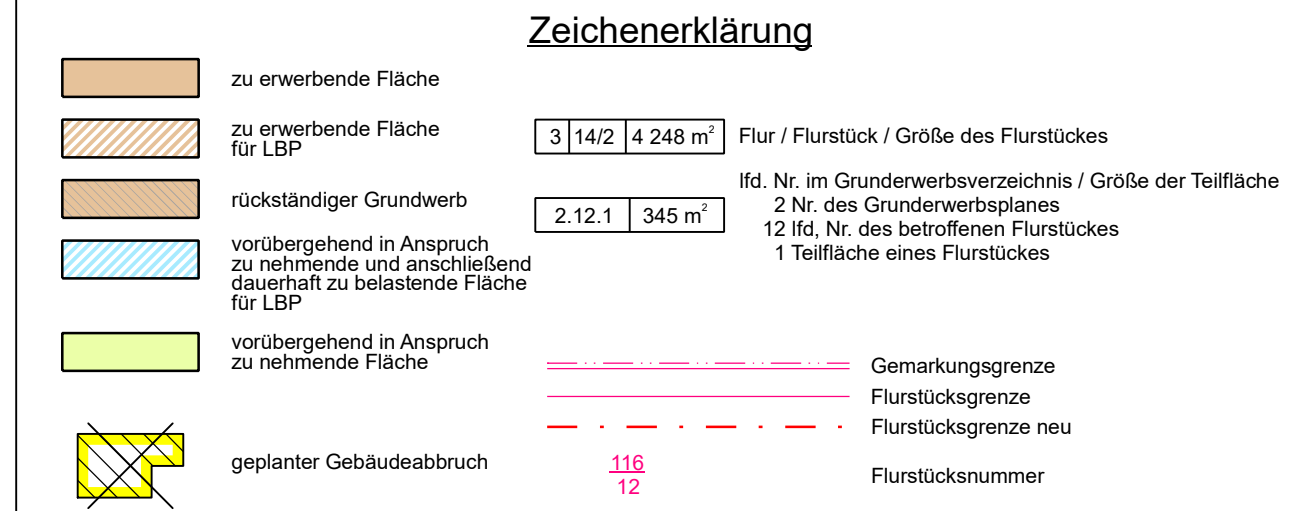 Zeichenerklärung
zu erwerbende Fläche
zu erwerbende Fläche
für LBP
rückständiger Grundwerb
vorübergehend in Anspruch
zu nehmende und anschließend
dauerhaft zu belastende Fläche
für LBP
vorübergehend in Anspruch
zu nehmende Fläche
geplanter Gebäudeabbruch
3 14/2 4 248 m² Flur / Flurstück / Größe des Flurstückes
lfd. Nr. im Grunderwerbsverzeichnis / Größe der Teilfläche
2.12.1 345 m²
2 Nr. des Grunderwerbsplanes
12 lfd, Nr. des betroffenen Flurstückes
1 Teilfläche eines Flurstückes
Gemarkungsgrenze
Flurstücksgrenze
Flurstücksgrenze neu
116
12
Flurstücksnummer